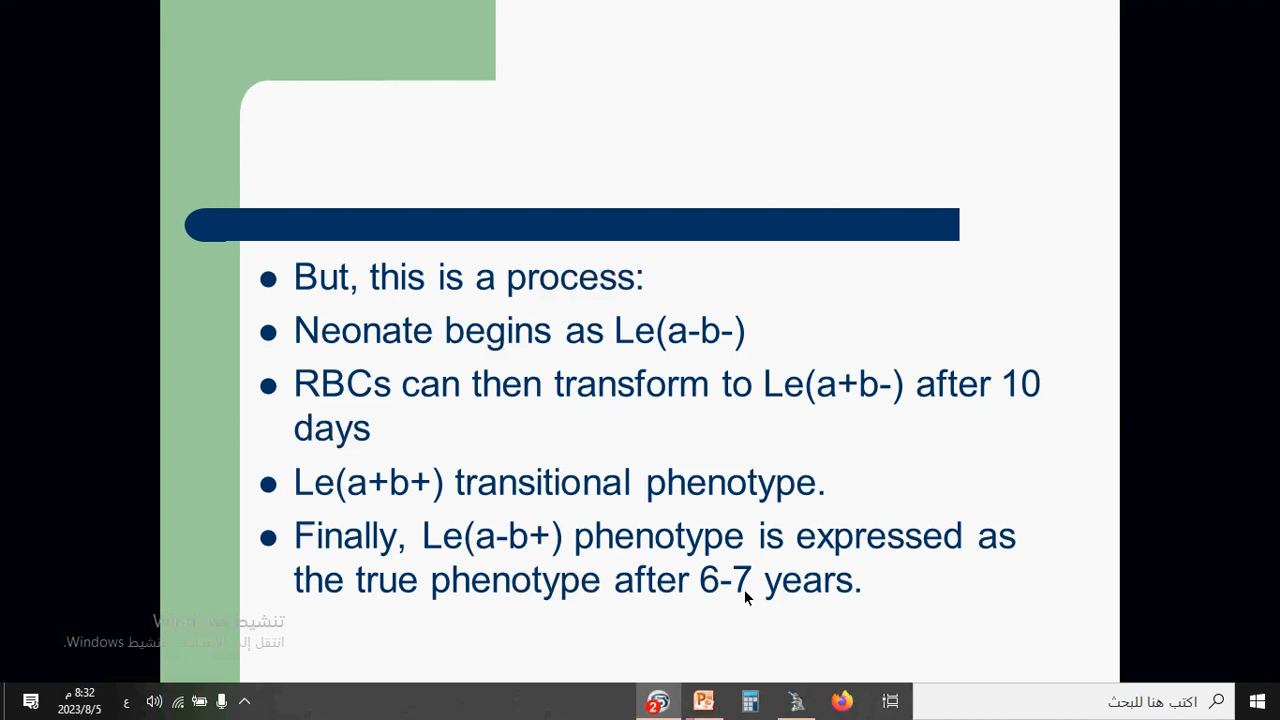 But, this is a process:
Neonate begins as Le(a-b-)
RBCs can then transform to Le(a+b-) after 10
days
Le(a+b+) transitional phenotype.
Finally, Le(a-b+) phenotype is expressed as
the true phenotype after 6-7 years.
تنشيط Windows
انتقل إلى
تنشيط Windows.
8:32 م
2023/8/5
ع
2
اكتب هنا للبحث